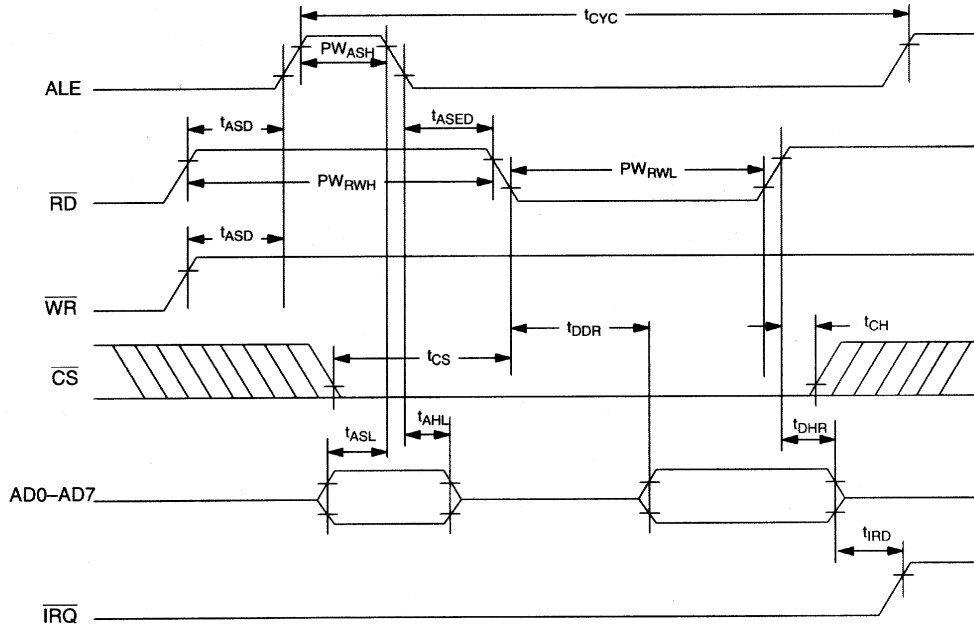 tCYC
PWASH
ALE
tASD
tASED
PWRWH
PWRWL
RD
tASD
WR
tDDR
tCH
tCS
CS
tASL
tAHL
tDHR
AD0–AD7
tIRD
IRQ